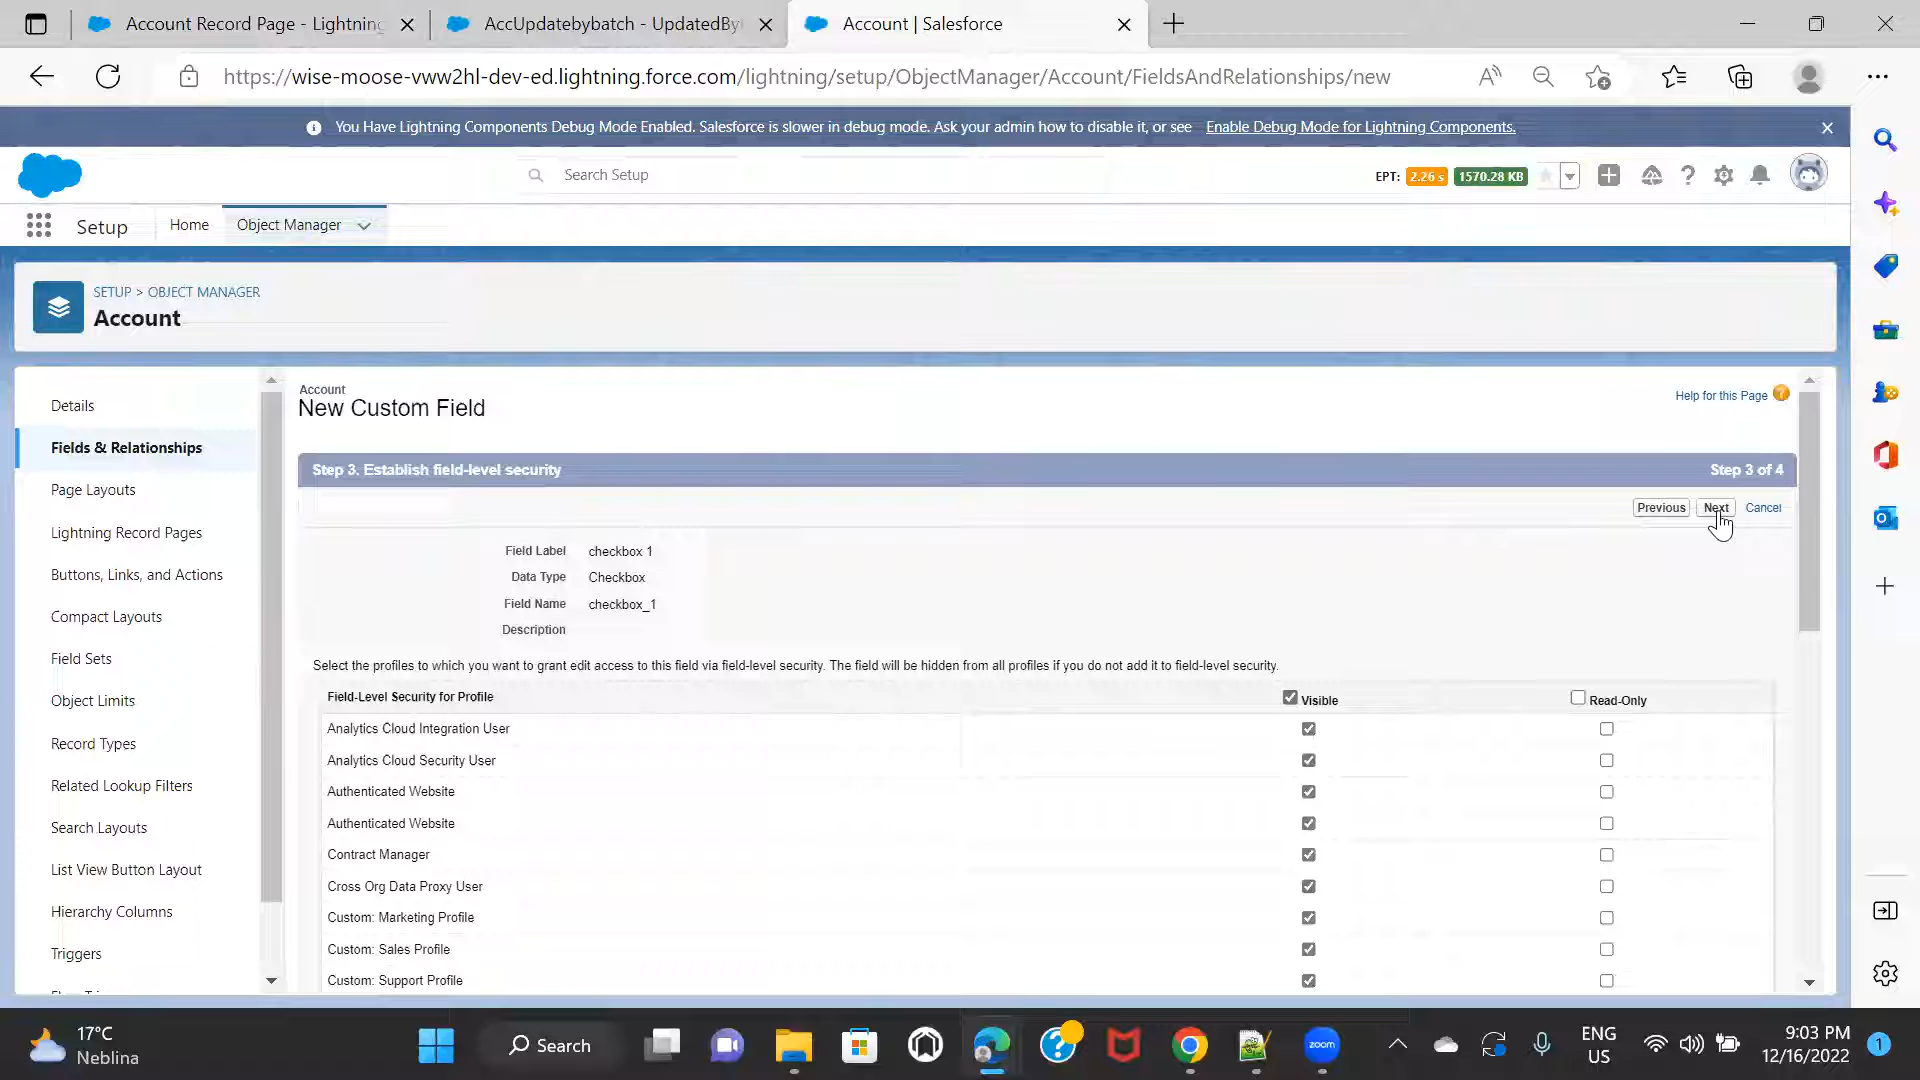 Account Record Page - Lightning
AccUpdatebybatch - UpdatedBy
Account | Salesforce
https://wise-moose-vww2hl-dev-ed.lightning.force.com/lightning/setup/ObjectManager/Account/FieldsAndRelationships/new
You Have Lightning Components Debug Mode Enabled. Salesforce is slower in debug mode. Ask your admin how to disable it, or see Enable Debug Mode for Lightning Components.
Search Setup
EPT: 2.26 s 1570.28 KB
Setup Home Object Manager
SETUP > OBJECT MANAGER
Account
Details
Fields & Relationships
Page Layouts
Lightning Record Pages
Buttons, Links, and Actions
Compact Layouts
Field Sets
Object Limits
Record Types
Related Lookup Filters
Search Layouts
List View Button Layout
Hierarchy Columns
Triggers
Account
New Custom Field
Help for this Page
Step 3. Establish field-level security Step 3 of 4
Previous Next Cancel
Field Label checkbox 1
Data Type Checkbox
Field Name checkbox_1
Description
Select the profiles to which you want to grant edit access to this field via field-level security. The field will be hidden from all profiles if you do not add it to field-level security.
Field-Level Security for Profile Visible Read-Only
Analytics Cloud Integration User
Analytics Cloud Security User
Authenticated Website
Authenticated Website
Contract Manager
Cross Org Data Proxy User
Custom: Marketing Profile
Custom: Sales Profile
Custom: Support Profile
17°C
Neblina
Search
zoom
ENG
US
9:03 PM
12/16/2022
1